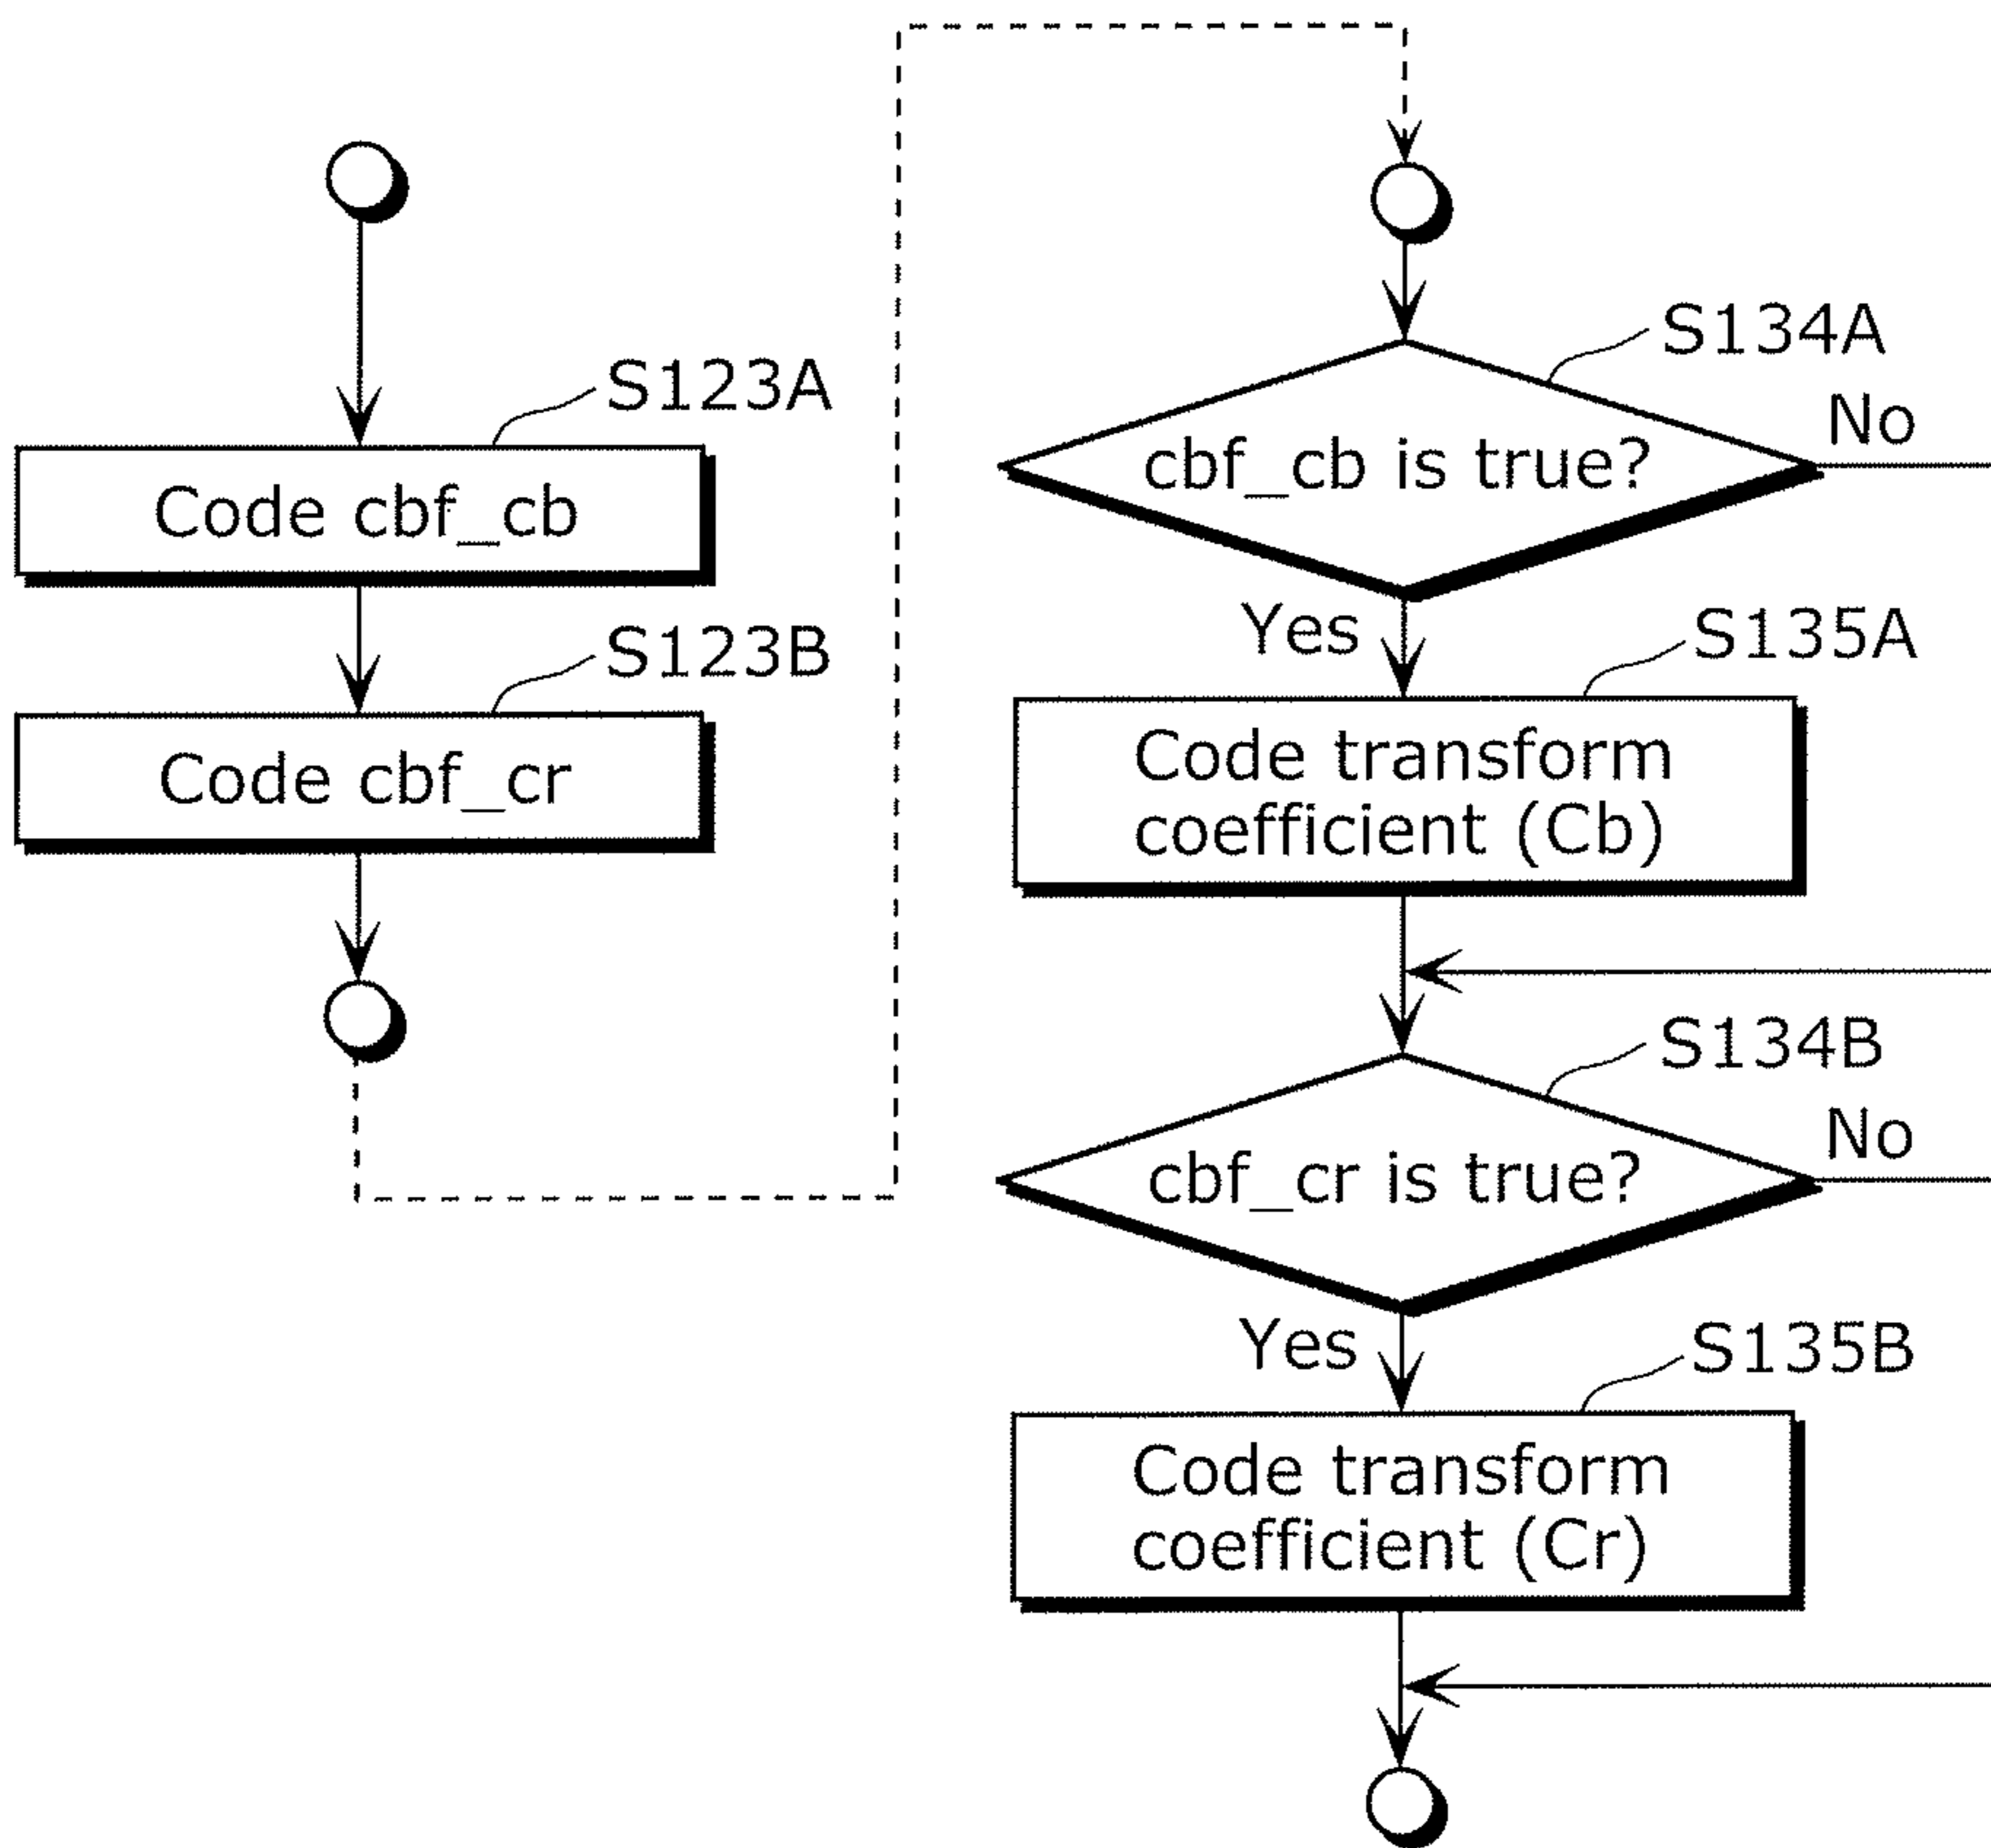 S123A
Code cbf_cb
S123B
Code cbf_cr
S134A
No
cbf_cb is true?
Yes
S135A
Code transform
coefficient (Cb)
S134B
No
cbf_cr is true?
Yes
S135B
Code transform
coefficient (Cr)